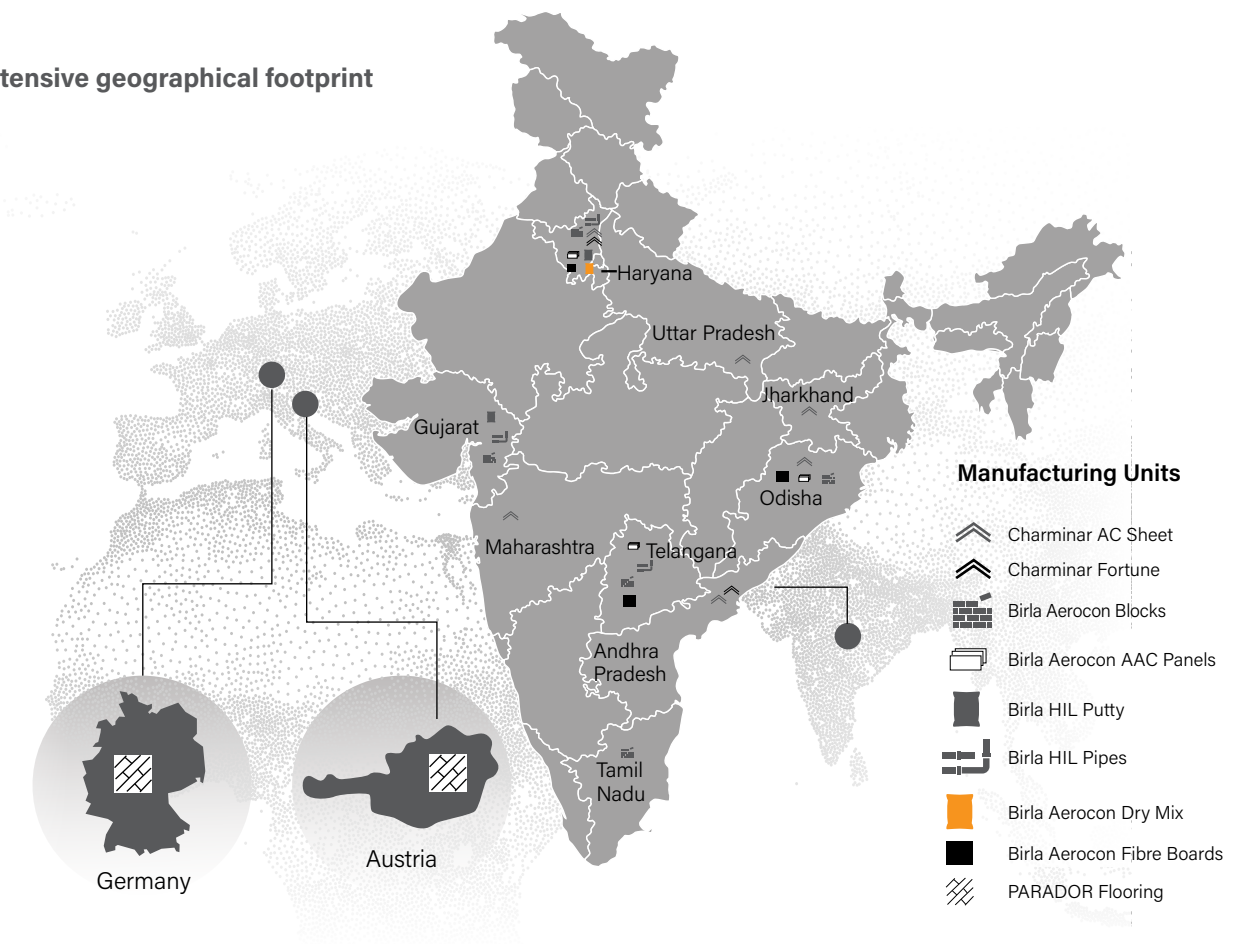 tensive geographical footprint
Haryana
Uttar Pradesh
Jharkhand
Gujarat
Odisha
Maharashtra
Telangana
Andhra
Pradesh
Tamil
Nadu
Germany
Austria
Manufacturing Units
Charminar AC Sheet
Charminar Fortune
Birla Aerocon Blocks
Birla Aerocon AAC Panels
Birla HIL Putty
Birla HIL Pipes
Birla Aerocon Dry Mix
Birla Aerocon Fibre Boards
PARADOR Flooring